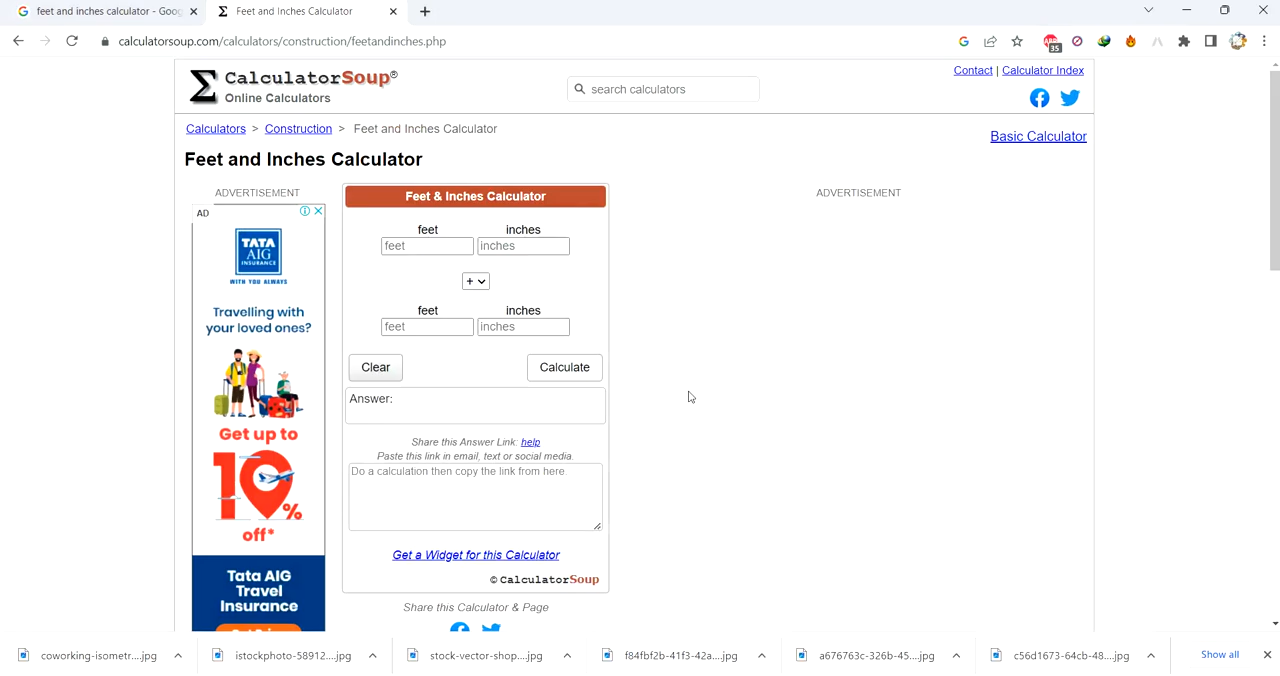 feet and inches calculator - Goog
Feet and Inches Calculator
calculatorsoup.com/calculators/construction/feetandinches.php
35
CalculatorSoup®
Online Calculators
search calculators
Contact | Calculator Index
Calculators > Construction > Feet and Inches Calculator
Basic Calculator
Feet and Inches Calculator
ADVERTISEMENT
AD
TATA
AIG
INSURANCE
WITH YOU ALWAYS
Travelling with
your loved ones?
Get up to
10%
off*
Tata AIG
Travel
Insurance
Feet & Inches Calculator
feet inches
feet inches
+
feet inches
feet inches
Clear Calculate
Answer:
Share this Answer Link: help
Paste this link in email, text or social media.
Do a calculation then copy the link from here.
Get a Widget for this Calculator
© CalculatorSoup
Share this Calculator & Page
ADVERTISEMENT
coworking-isometr....jpg
istockphoto-58912....jpg
stock-vector-shop....jpg
f84fbf2b-41f3-42a....jpg
a676763c-326b-45....jpg
c56d1673-64cb-48....jpg
Show all